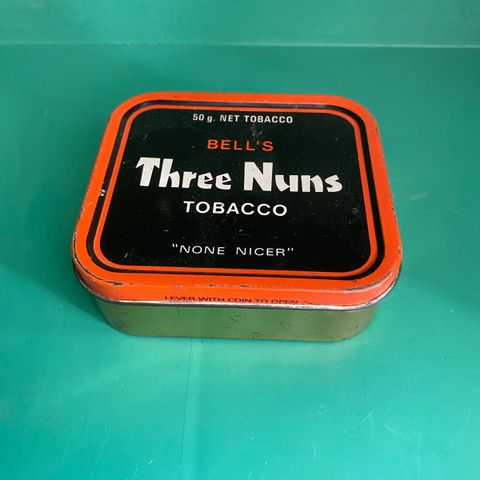 50 g. NET TOBACCO
BELL'S
Three Nuns
TOBACCO
"NONE NICER"
LEVER WITH COIN TO OPEN